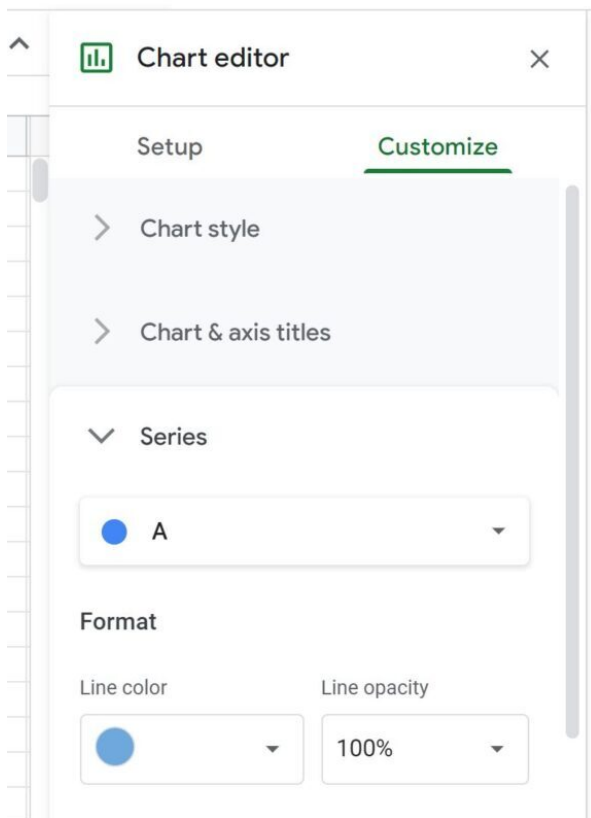 Chart editor
Setup Customize
Chart style
Chart & axis titles
Series
A
Format
Line color Line opacity
100%